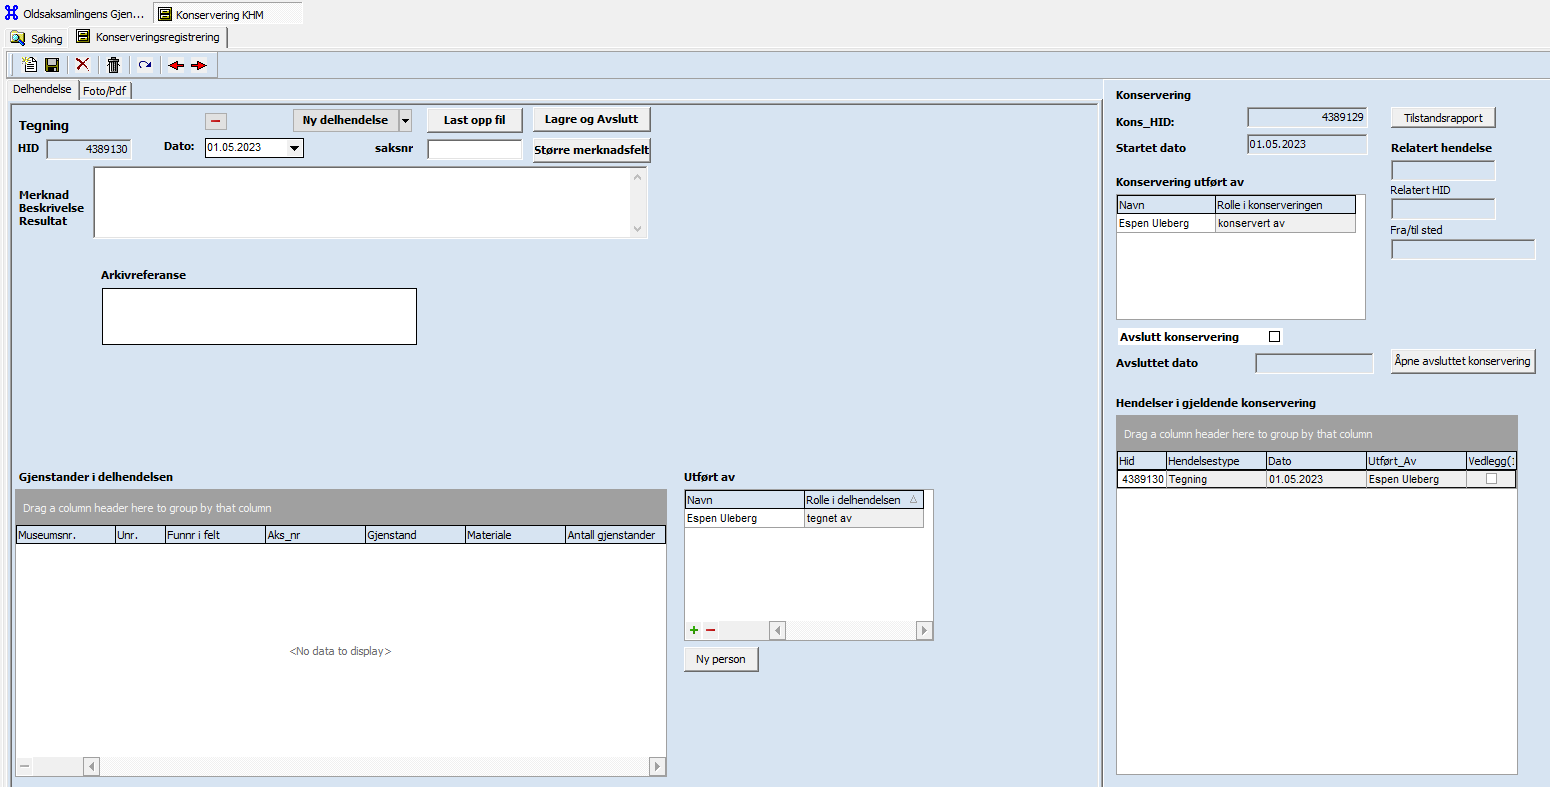 Oldsaksamlingens Gjen... Konservering KHM
Søking Konserveringsregistrering
Delhendelse Foto/Pdf
Tegning Ny delhendelse Last opp fil Lagre og Avslutt
HID 4389130 Dato: 01.05.2023 saksnr Større merknadsfelt
Merknad
Beskrivelse
Resultat
Arkivreferanse
Gjenstander i delhendelsen
Drag a column header here to group by that column
Museumsnr. Unr. Funnr i felt Aks_nr Gjenstand Materiale Antall gjenstander
<No data to display>
Utført av
Navn Rolle i delhendelsen
Espen Uleberg tegnet av
Ny person
Konservering
Kons_HID: 4389129 Tilstandsrapport
Startet dato 01.05.2023 Relatert hendelse
Konservering utført av
Relatert HID
Navn Rolle i konserveringen
Espen Uleberg konservert av
Fra/til sted
Avslutt konservering
Avsluttet dato Åpne avsluttet konservering
Hendelser i gjeldende konservering
Drag a column header here to group by that column
Hid Hendelsestype Dato Utført_Av Vedlegg(:
4389130 Tegning 01.05.2023 Espen Uleberg